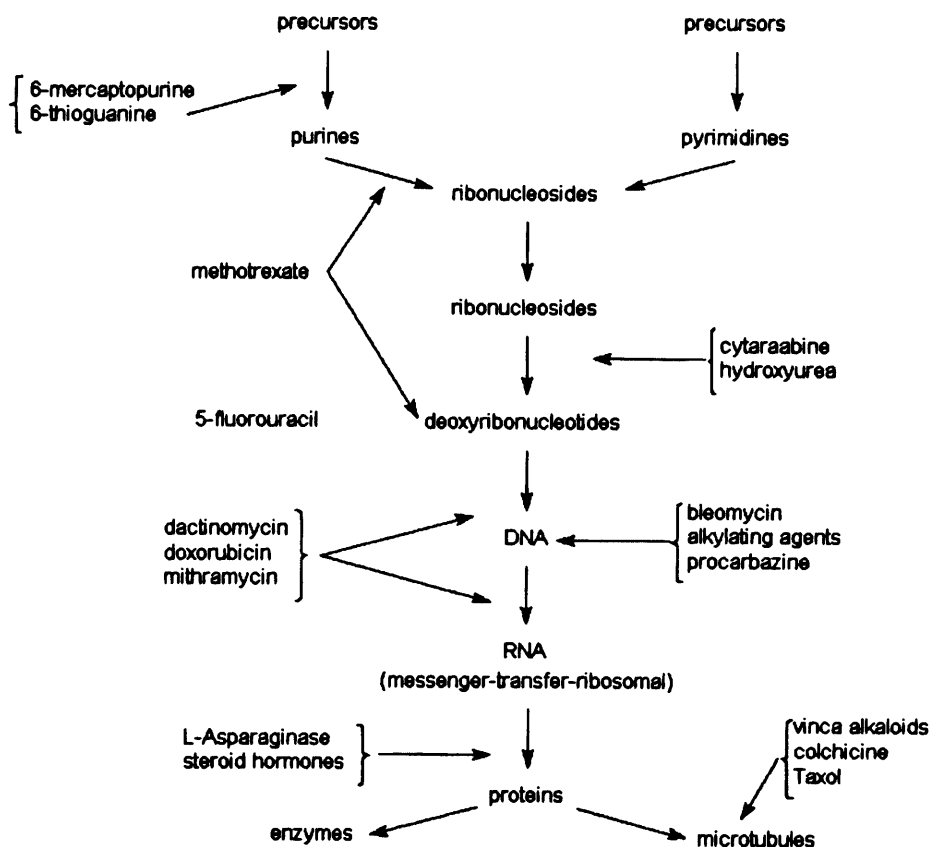 precursors
precursors
6-mercaptopurine
6-thioguanine
purines
pyrimidines
ribonucleosides
methotrexate
ribonucleosides
cytaraabine
hydroxyurea
5-fluorouracil
deoxyribonucleotides
dactinomycin
doxorubicin
mithramycin
DNA
bleomycin
alkylating agents
procarbazine
RNA
(messenger-transfer-ribosomal)
L-Asparaginase
steroid hormones
vinca alkaloids
colchicine
Taxol
proteins
enzymes
microtubules